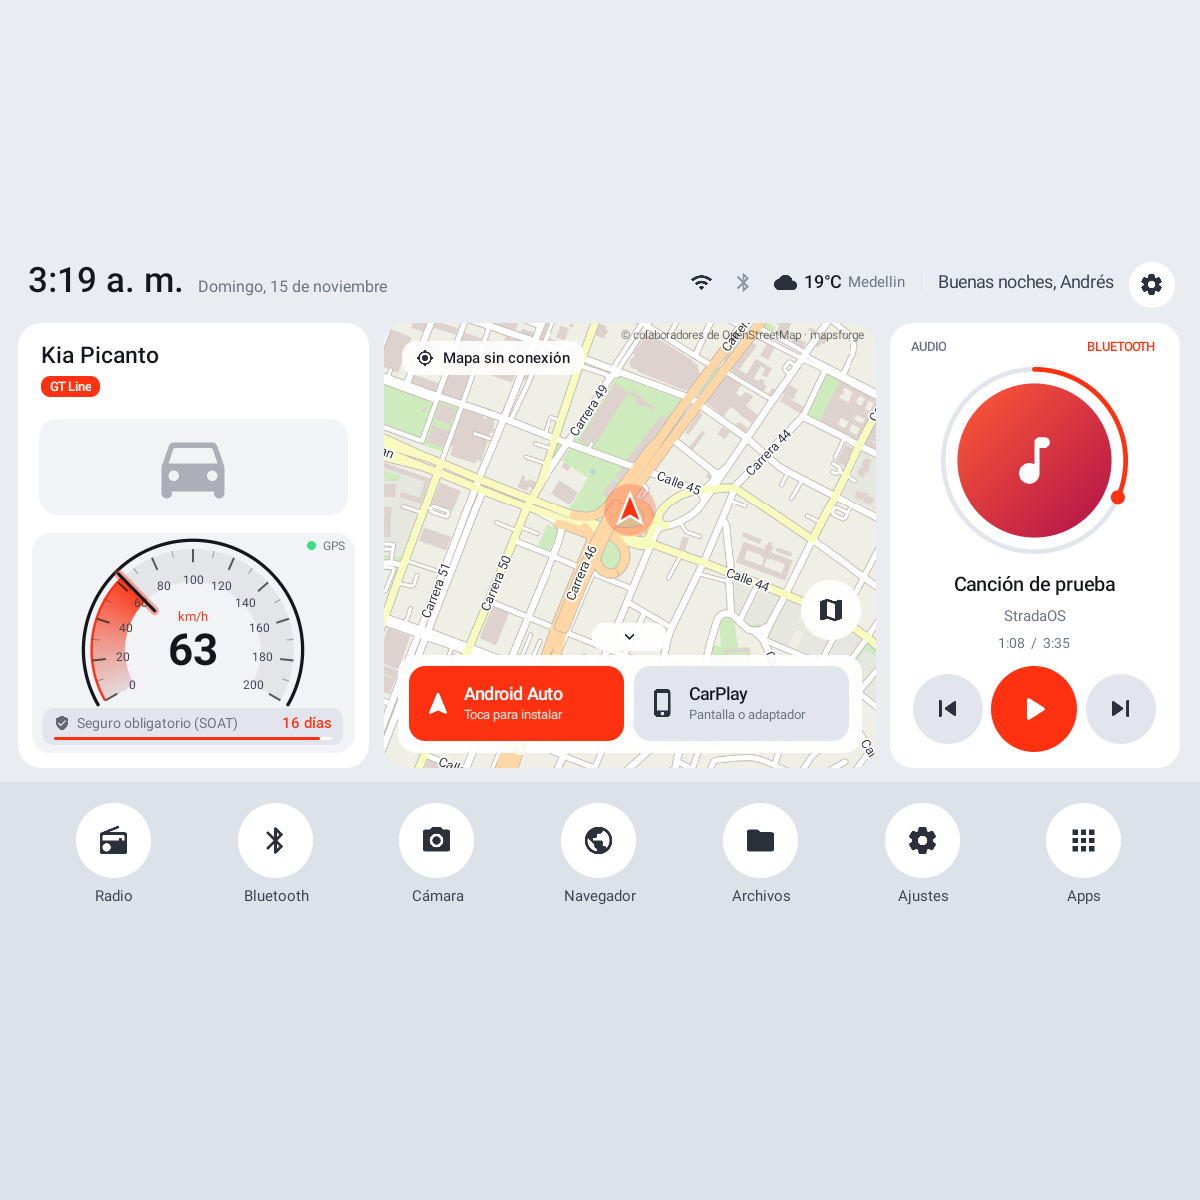 3:19 a. m.
Domingo, 15 de noviembre
19°C Medellin
Buenas noches, Andrés
Kia Picanto
GT Line
GPS
0
20
40
60
80
100
120
140
160
180
200
km/h
63
Seguro obligatorio (SOAT)
16 días
© colaboradores de OpenStreetMap · mapsforge
Mapa sin conexión
Carrera 49
Carrera 44
Calle 45
Carrera 46
Carrera 50
Carrera 51
Calle 44
Android Auto
Toca para instalar
CarPlay
Pantalla o adaptador
AUDIO
BLUETOOTH
Canción de prueba
StradaOS
1:08 / 3:35
Radio
Bluetooth
Cámara
Navegador
Archivos
Ajustes
Apps